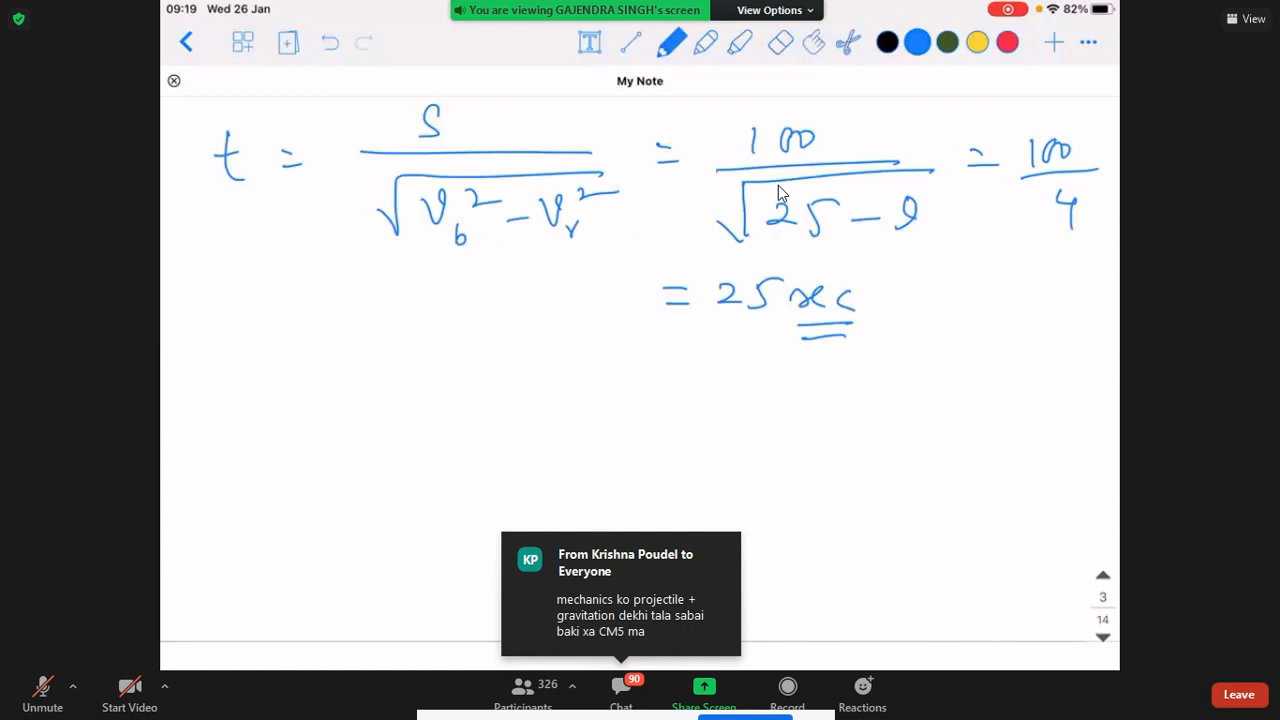 09:19 Wed 26 Jan
You are viewing GAJENDRA SINGH's screen
View Options
82%
View
My Note
t = S / √(v_b² − v_r²) = 100 / √(25 − 9) = 100 / 4
= 25 sec
KP
From Krishna Poudel to
Everyone
mechanics ko projectile +
gravitation dekhi tala sabai
baki xa CM5 ma
3
14
Unmute
Start Video
326
Participants
90
Chat
Share Screen
Record
Reactions
Leave